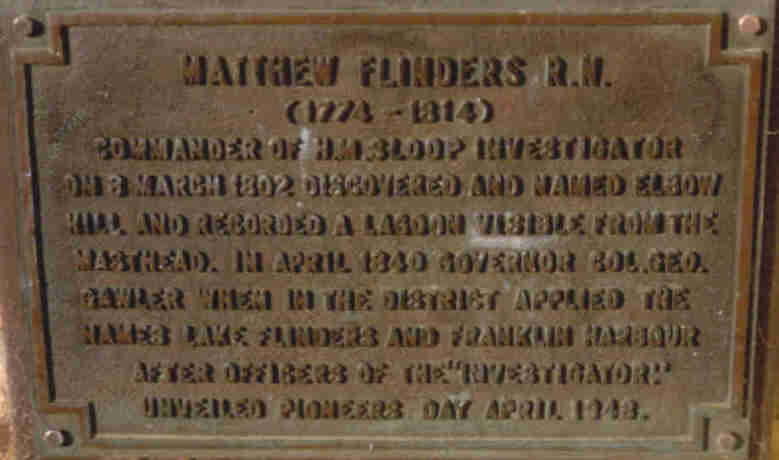 MATTHEW FLINDERS R.N.
(1774 - 1814)
COMMANDER OF H.M.SLOOP INVESTIGATOR
ON 8 MARCH 1802 DISCOVERED AND NAMED ELBOW
HILL AND RECORDED A LAGOON VISIBLE FROM THE
MASTHEAD. IN APRIL 1840 GOVERNOR COL.GEO.
GAWLER WHEN IN THE DISTRICT APPLIED THE
NAMES LAKE FLINDERS AND FRANKLIN HARBOUR
AFTER OFFICERS OF THE "INVESTIGATOR."
UNVEILED PIONEERS DAY APRIL